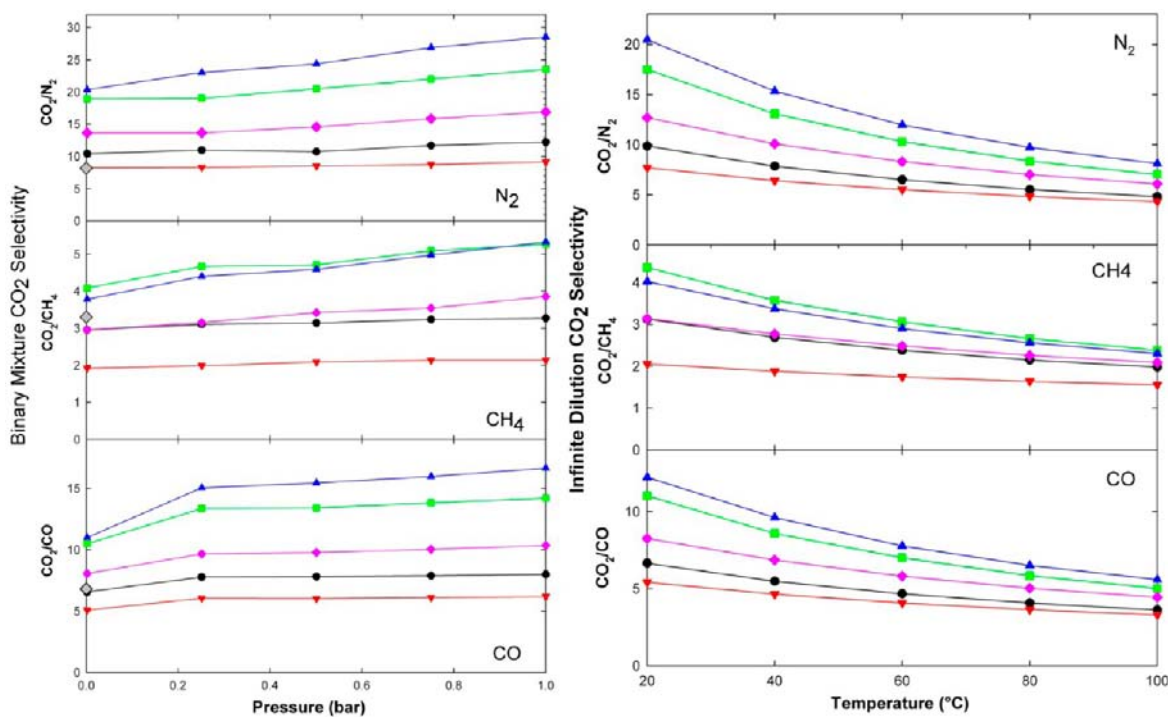 Binary Mixture CO2 Selectivity
CO2/N2
30
25
20
15
10
5
0
N2
CO2/CH4
5
4
3
2
1
0
CH4
CO2/CO
15
10
5
0
CO
0.0 0.2 0.4 0.6 0.8 1.0
Pressure (bar)
Infinite Dilution CO2 Selectivity
CO2/N2
20
15
10
5
0
N2
CO2/CH4
4
3
2
1
0
CH4
CO2/CO
10
5
0
CO
20 40 60 80 100
Temperature (°C)